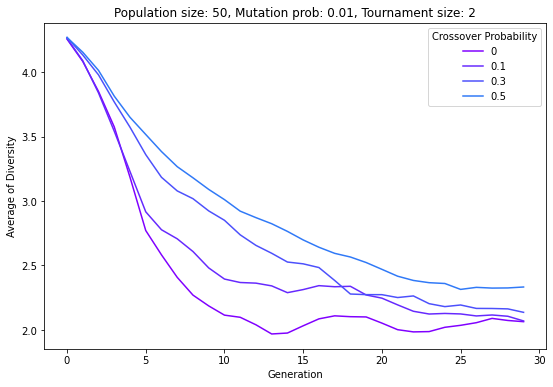 Population size: 50, Mutation prob: 0.01, Tournament size: 2
Crossover Probability
0
0.1
0.3
0.5
Average of Diversity
4.0
3.5
3.0
2.5
2.0
0 5 10 15 20 25 30
Generation